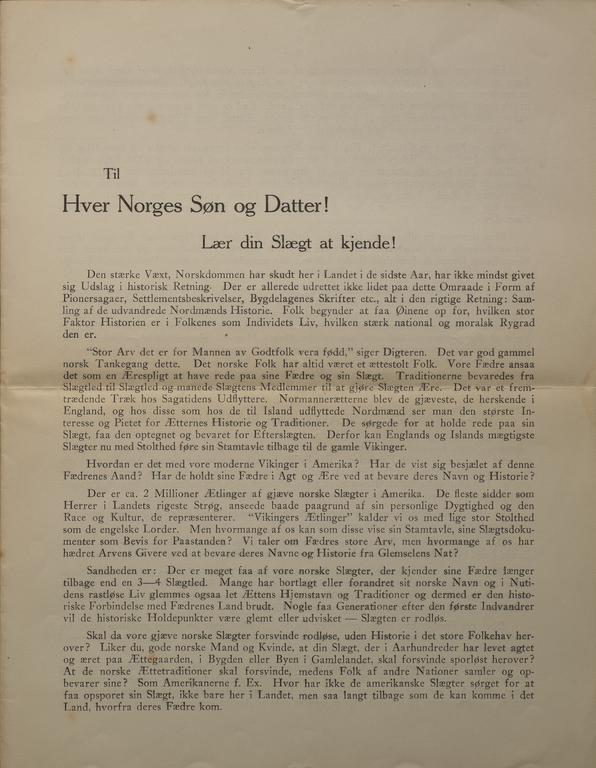 Til
Hver Norges Søn og Datter!
Lær din Slægt at kjende!
Den stærke Væxt, Norskdommen har skudt her i Landet i de sidste Aar, har ikke mindst givet
sig Udslag i historisk Retning. Der er allerede udrettet ikke lidet paa dette Omraade i Form af
Pionersagaer, Settlementsbeskrivelser, Bygdelagenes Skrifter etc., alt i den rigtige Retning: Sam-
ling af de udvandrede Nordmænds Historie. Folk begynder at faa Øinene op for, hvilken stor
Faktor Historien er i Folkenes som Individets Liv, hvilken stærk national og moralsk Rygrad
den er.
“Stor Arv det er for Mannen av Godtfolk vera fødd,” siger Digteren. Det var god gammel
norsk Tankegang dette. Det norske Folk har altid været et ættestolt Folk. Vore Fædre ansaa
det som en Ærespligt at have rede paa sine Fædre og sin Slægt. Traditionerne bevaredes fra
Slægtled til Slægtled og manede Slægtens Medlemmer til at gjøre Slægten Ære. Det var et frem-
trædende Træk hos Sagatidens Udflyttere. Normannerætterne blev de gjæveste, de herskende i
England, og hos disse som hos de til Island udflyttede Nordmænd ser man den største In-
teresse og Pietet for Ætternes Historie og Traditioner. De sørgede for at holde rede paa sin
Slægt, faa den optegnet og bevaret for Efterslægten. Derfor kan Englands og Islands mægtigste
Slægter nu med Stolthed føre sin Stamtavle tilbage til de gamle Vikinger.
Hvordan er det med vore moderne Vikinger i Amerika? Har de vist sig besjælet af denne
Fædrenes Aand? Har de holdt sine Fædre i Agt og Ære ved at bevare deres Navn og Historie?
Der er ca. 2 Millioner Ætlinger af gjæve norske Slægter i Amerika. De fleste sidder som
Herrer i Landets rigeste Strøg, anseede baade paagrund af sin personlige Dygtighed og den
Race og Kultur, de repræsenterer. “Vikingers Ætlinger” kalder vi os med lige stor Stolthed
som de engelske Lorder. Men hvormange af os kan som disse vise sin Stamtavle, sine Slægtsdoku-
menter som Bevis for Paastanden? Vi taler om Fædres store Arv, men hvormange af os har
hædret Arvens Givere ved at bevare deres Navne og Historie fra Glemselens Nat?
Sandheden er: Der er meget faa af vore norske Slægter, der kjender sine Fædre længer
tilbage end en 3—4 Slægtled. Mange har bortlagt eller forandret sit norske Navn og i Nuti-
dens rastløse Liv glemmes ogsaa let Ættens Hjemstavn og Traditioner og dermed er den histo-
riske Forbindelse med Fædrenes Land brudt. Nogle faa Generationer efter den første Indvandrer
vil de historiske Holdepunkter være glemt eller udvisket — Slægten er rodløs.
Skal da vore gjæve norske Slægter forsvinde rodløse, uden Historie i det store Folkehav her-
over? Liker du, gode norske Mand og Kvinde, at din Slægt, der i Aarhundreder har levet agtet
og æret paa Ættegaarden, i Bygden eller Byen i Gamlelandet, skal forsvinde sporløst herover?
At de norske Ættetraditioner skal forsvinde, medens Folk af andre Nationer samler og op-
bevarer sine? Som Amerikanerne f. Ex. Hvor har ikke de amerikanske Slægter sørget for at
faa opsporet sin Slægt, ikke bare her i Landet, men saa langt tilbage som de kan komme i det
Land, hvorfra deres Fædre kom.